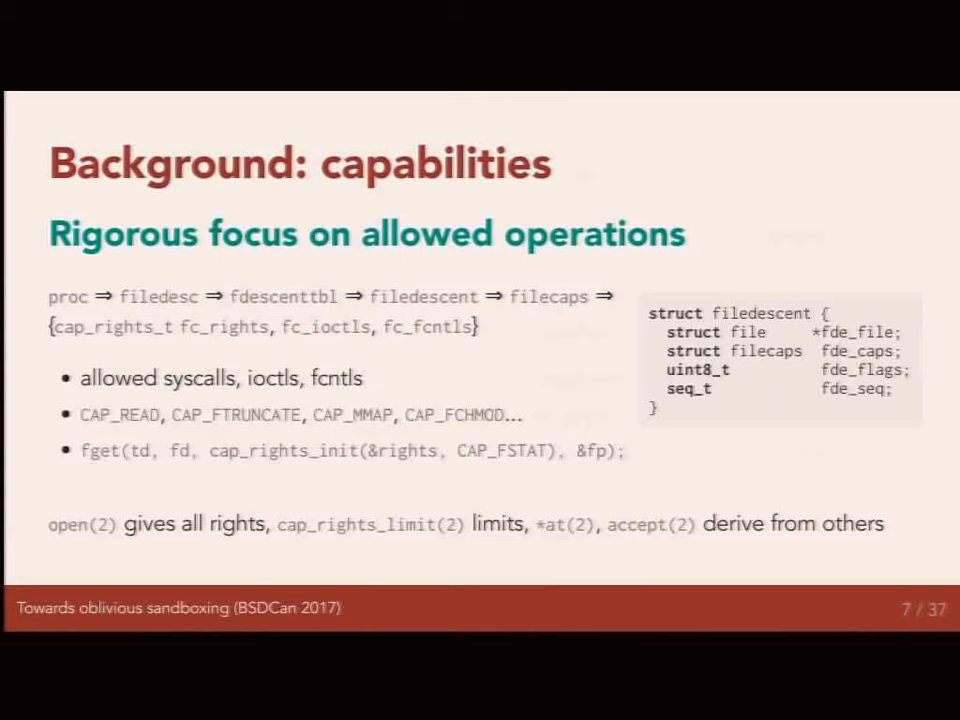 Background: capabilities
Rigorous focus on allowed operations
proc ⇒ filedesc ⇒ fdescenttbl ⇒ filedescent ⇒ filecaps ⇒
{cap_rights_t fc_rights, fc_ioctls, fc_fcntls}
• allowed syscalls, ioctls, fcntls
• CAP_READ, CAP_FTRUNCATE, CAP_MMAP, CAP_FCHMOD…
• fget(td, fd, cap_rights_init(&rights, CAP_FSTAT), &fp);
struct filedescent {
struct file *fde_file;
struct filecaps fde_caps;
uint8_t fde_flags;
seq_t fde_seq;
}
open(2) gives all rights, cap_rights_limit(2) limits, *at(2), accept(2) derive from others
Towards oblivious sandboxing (BSDCan 2017)
7 / 37